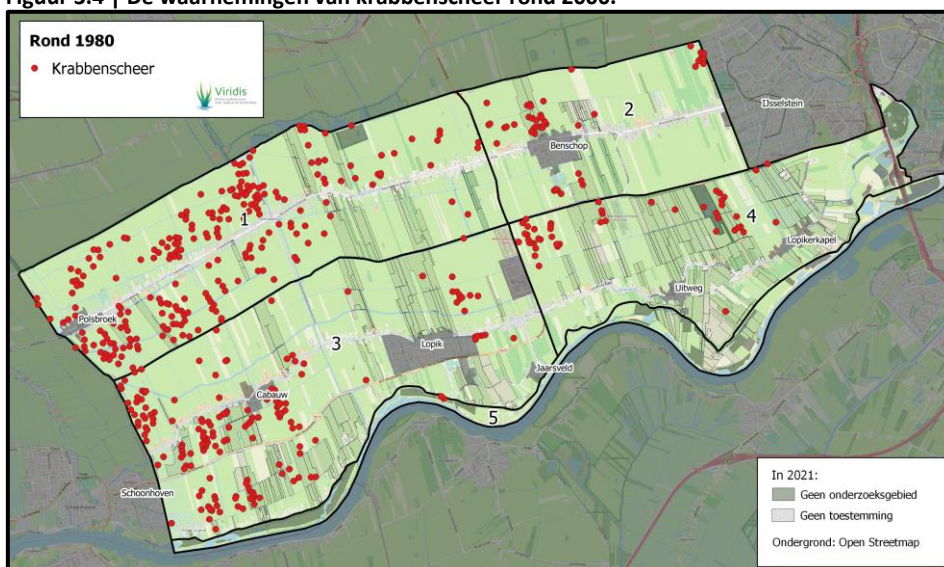 Figuur 3.4 | De waarnemingen van krabbenscheer rond 2000.
Rond 1980
Krabbenscheer
Viridis
2
IJsselstein
Benschop
1
4
Lopikerkapel
Uitweg
Polsbroek
3
Lopik
Jaarsveld
Cabauw
5
Schoonhoven
In 2021:
Geen onderzoeksgebied
Geen toestemming
Ondergrond: Open Streetmap